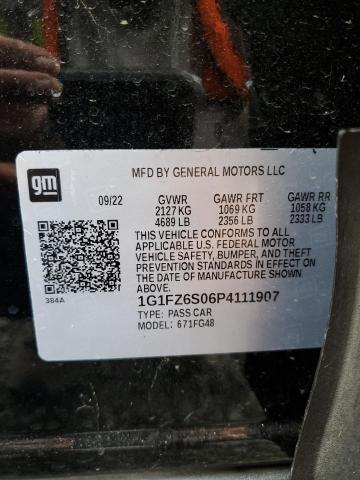 gm
MFD BY GENERAL MOTORS LLC
09/22 GVWR GAWR FRT GAWR RR
2127 KG 1069 KG 1058 KG
4689 LB 2356 LB 2333 LB
THIS VEHICLE CONFORMS TO ALL
APPLICABLE U.S. FEDERAL MOTOR
VEHICLE SAFETY, BUMPER, AND THEFT
PREVENTION STANDARDS IN EFFECT ON
THE DATE OF MANUFACTURE SHOWN ABOVE.
384A
1G1FZ6S06P4111907
TYPE: PASS CAR
MODEL: 671FG48